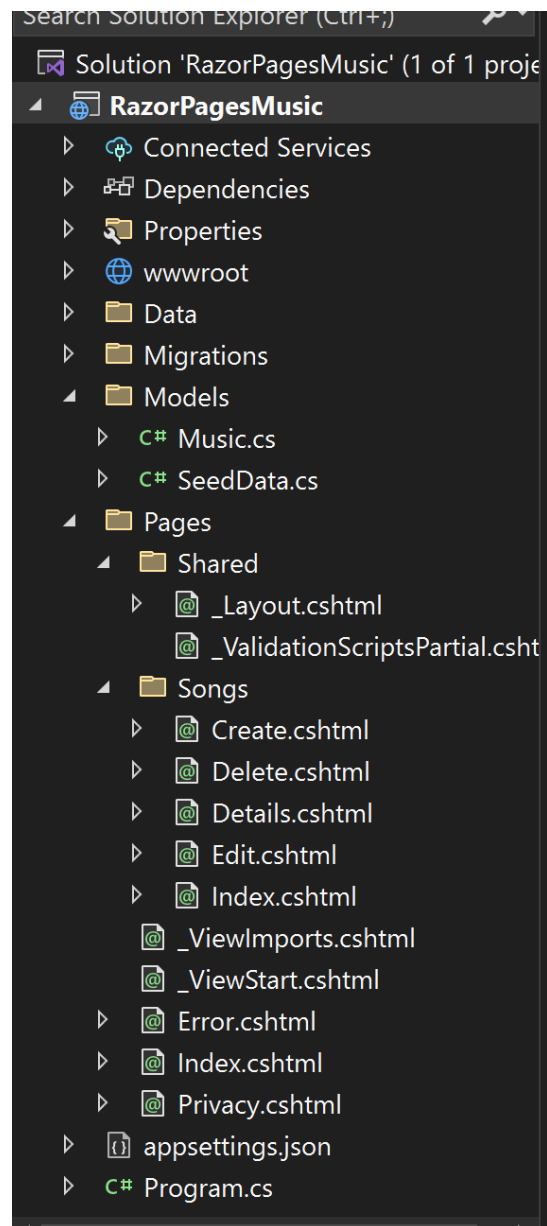 Search Solution Explorer (Ctrl+;)
Solution 'RazorPagesMusic' (1 of 1 proje
RazorPagesMusic
Connected Services
Dependencies
Properties
wwwroot
Data
Migrations
Models
C# Music.cs
C# SeedData.cs
Pages
Shared
@ _Layout.cshtml
@ _ValidationScriptsPartial.csht
Songs
@ Create.cshtml
@ Delete.cshtml
@ Details.cshtml
@ Edit.cshtml
@ Index.cshtml
@ _ViewImports.cshtml
@ _ViewStart.cshtml
@ Error.cshtml
@ Index.cshtml
@ Privacy.cshtml
appsettings.json
C# Program.cs